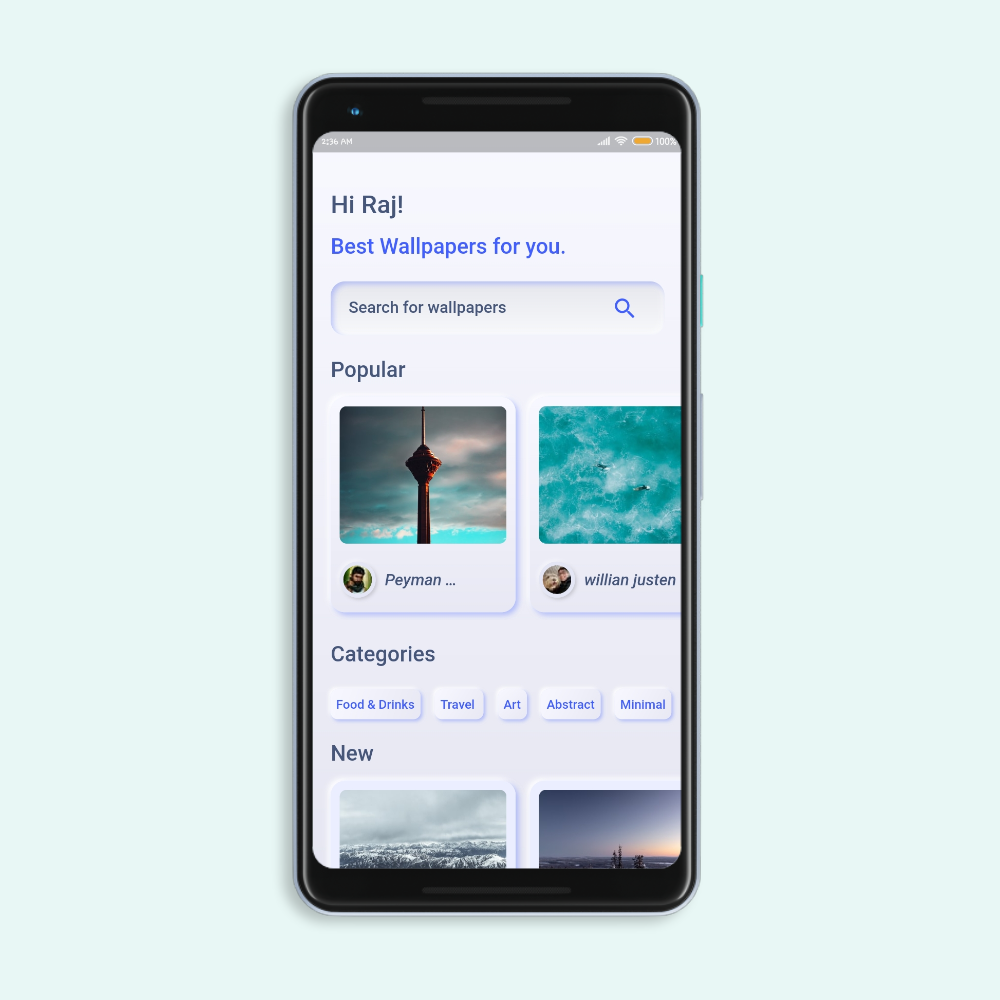 2:36 AM 100%
Hi Raj!
Best Wallpapers for you.
Search for wallpapers
Popular
Peyman ...
willian justen
Categories
Food & Drinks Travel Art Abstract Minimal
New